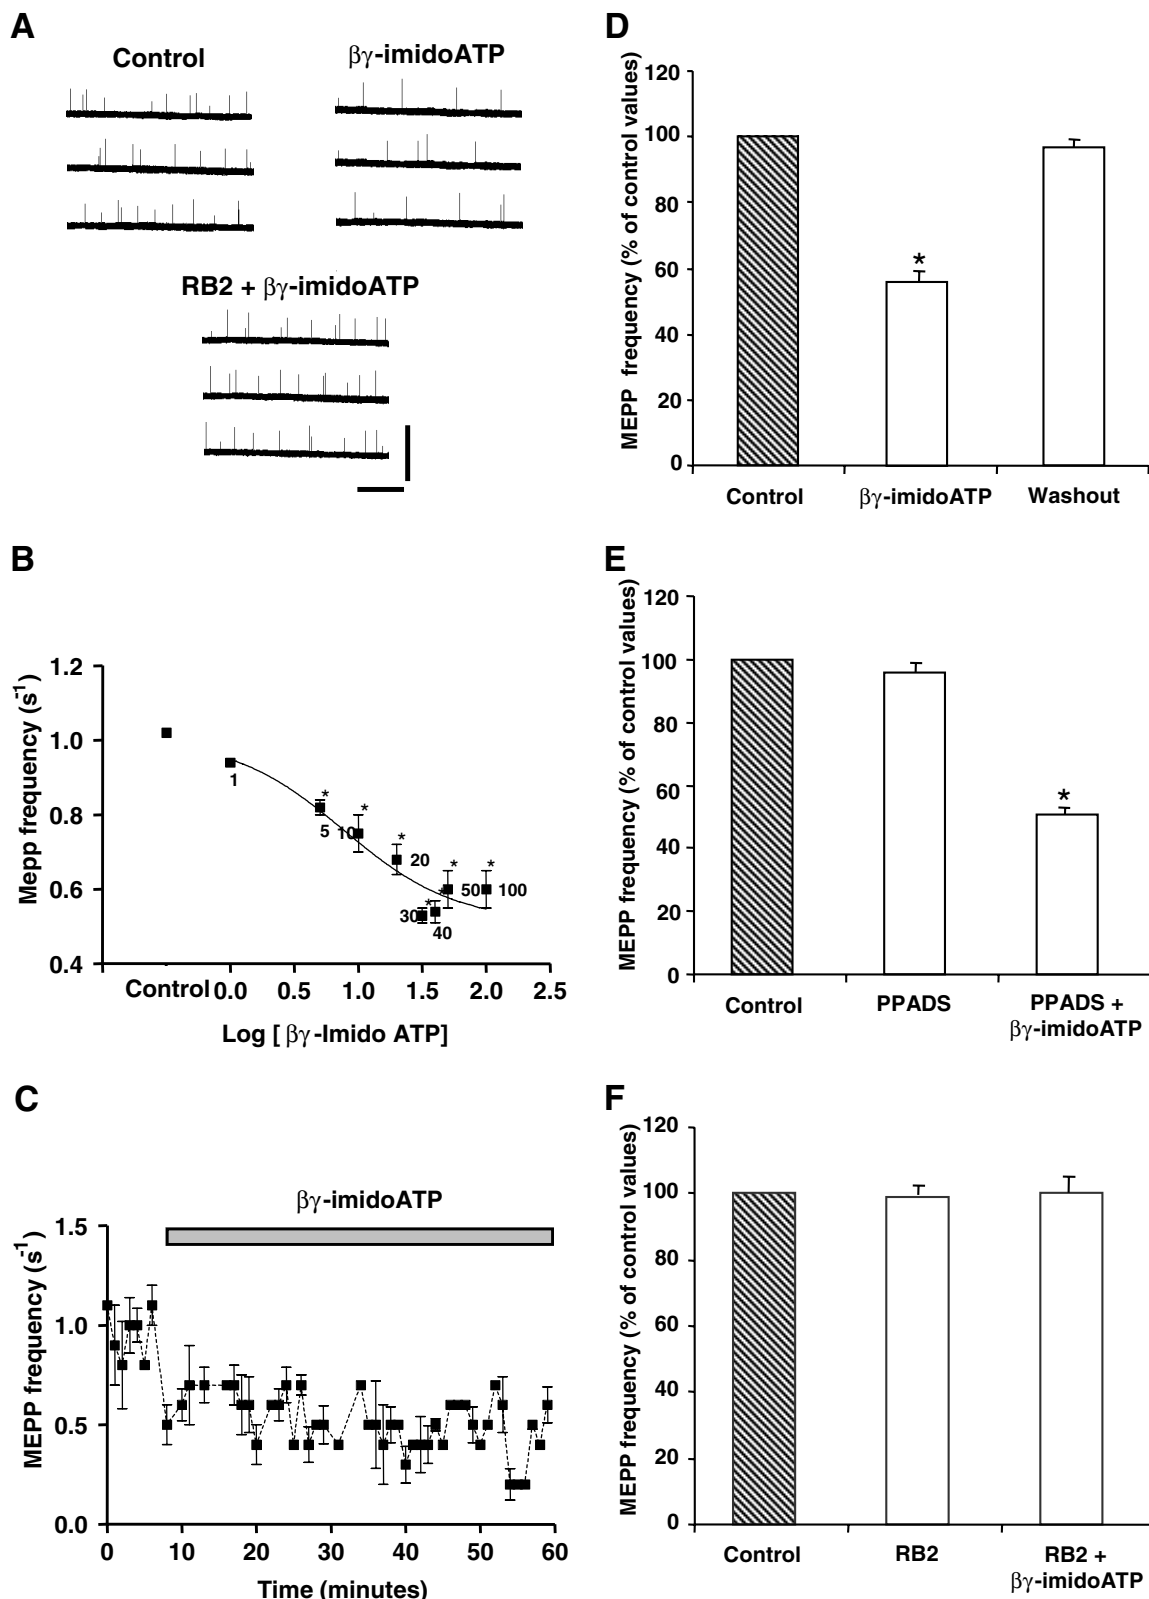 A
Control
βγ-imidoATP
RB2 + βγ-imidoATP
B
Mepp frequency (s-1)
1.2
1.0
0.8
0.6
0.4
1
*
5
*
10
*
20
*
30
*
40
*
50
*
100
Control 0.0 0.5 1.0 1.5 2.0 2.5
Log [ βγ-Imido ATP]
C
βγ-imidoATP
MEPP frequency (s-1)
1.5
1.0
0.5
0.0
0 10 20 30 40 50 60
Time (minutes)
D
MEPP frequency (% of control values)
120
100
80
60
40
20
0
*
Control βγ-imidoATP Washout
E
MEPP frequency (% of control values)
120
100
80
60
40
20
0
*
Control PPADS PPADS +
βγ-imidoATP
F
MEPP frequency (% of control values)
120
100
80
60
40
20
0
Control RB2 RB2 +
βγ-imidoATP